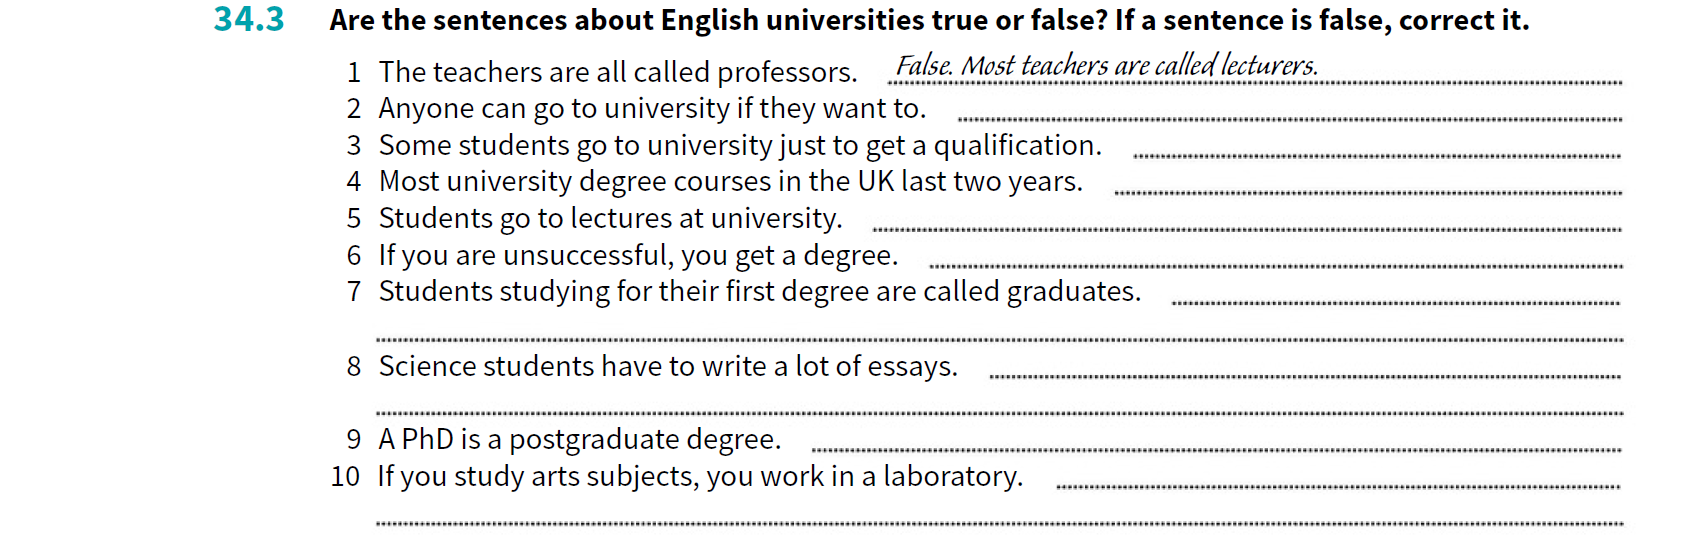 34.3 Are the sentences about English universities true or false? If a sentence is false, correct it.
1 The teachers are all called professors. False. Most teachers are called lecturers.
2 Anyone can go to university if they want to.
3 Some students go to university just to get a qualification.
4 Most university degree courses in the UK last two years.
5 Students go to lectures at university.
6 If you are unsuccessful, you get a degree.
7 Students studying for their first degree are called graduates.
8 Science students have to write a lot of essays.
9 A PhD is a postgraduate degree.
10 If you study arts subjects, you work in a laboratory.